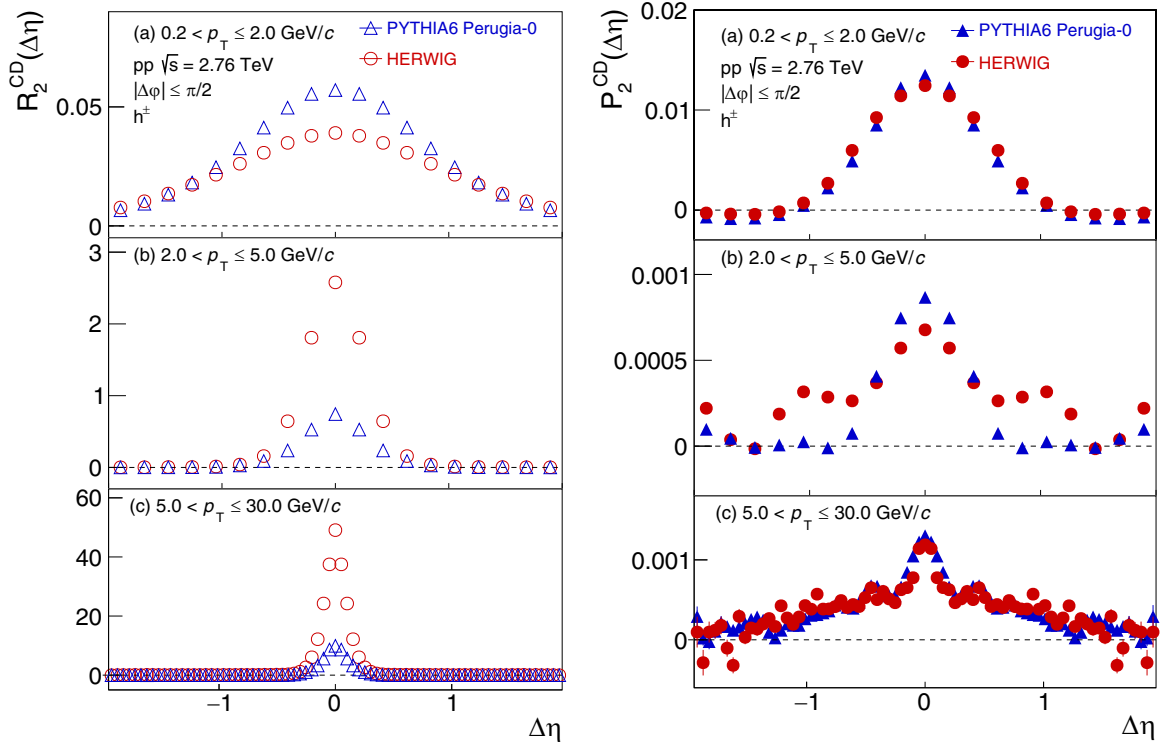 R₂^CD(Δη)
(a) 0.2 < p_T ≤ 2.0 GeV/c
pp √s = 2.76 TeV
|Δφ| ≤ π/2
h^±
PYTHIA6 Perugia-0
HERWIG
0.05
0
(b) 2.0 < p_T ≤ 5.0 GeV/c
3
2
1
0
(c) 5.0 < p_T ≤ 30.0 GeV/c
60
40
20
0
−1 0 1
Δη
P₂^CD(Δη)
(a) 0.2 < p_T ≤ 2.0 GeV/c
pp √s = 2.76 TeV
|Δφ| ≤ π/2
h^±
PYTHIA6 Perugia-0
HERWIG
0.02
0.01
0
(b) 2.0 < p_T ≤ 5.0 GeV/c
0.001
0.0005
0
(c) 5.0 < p_T ≤ 30.0 GeV/c
0.001
0
−1 0 1
Δη